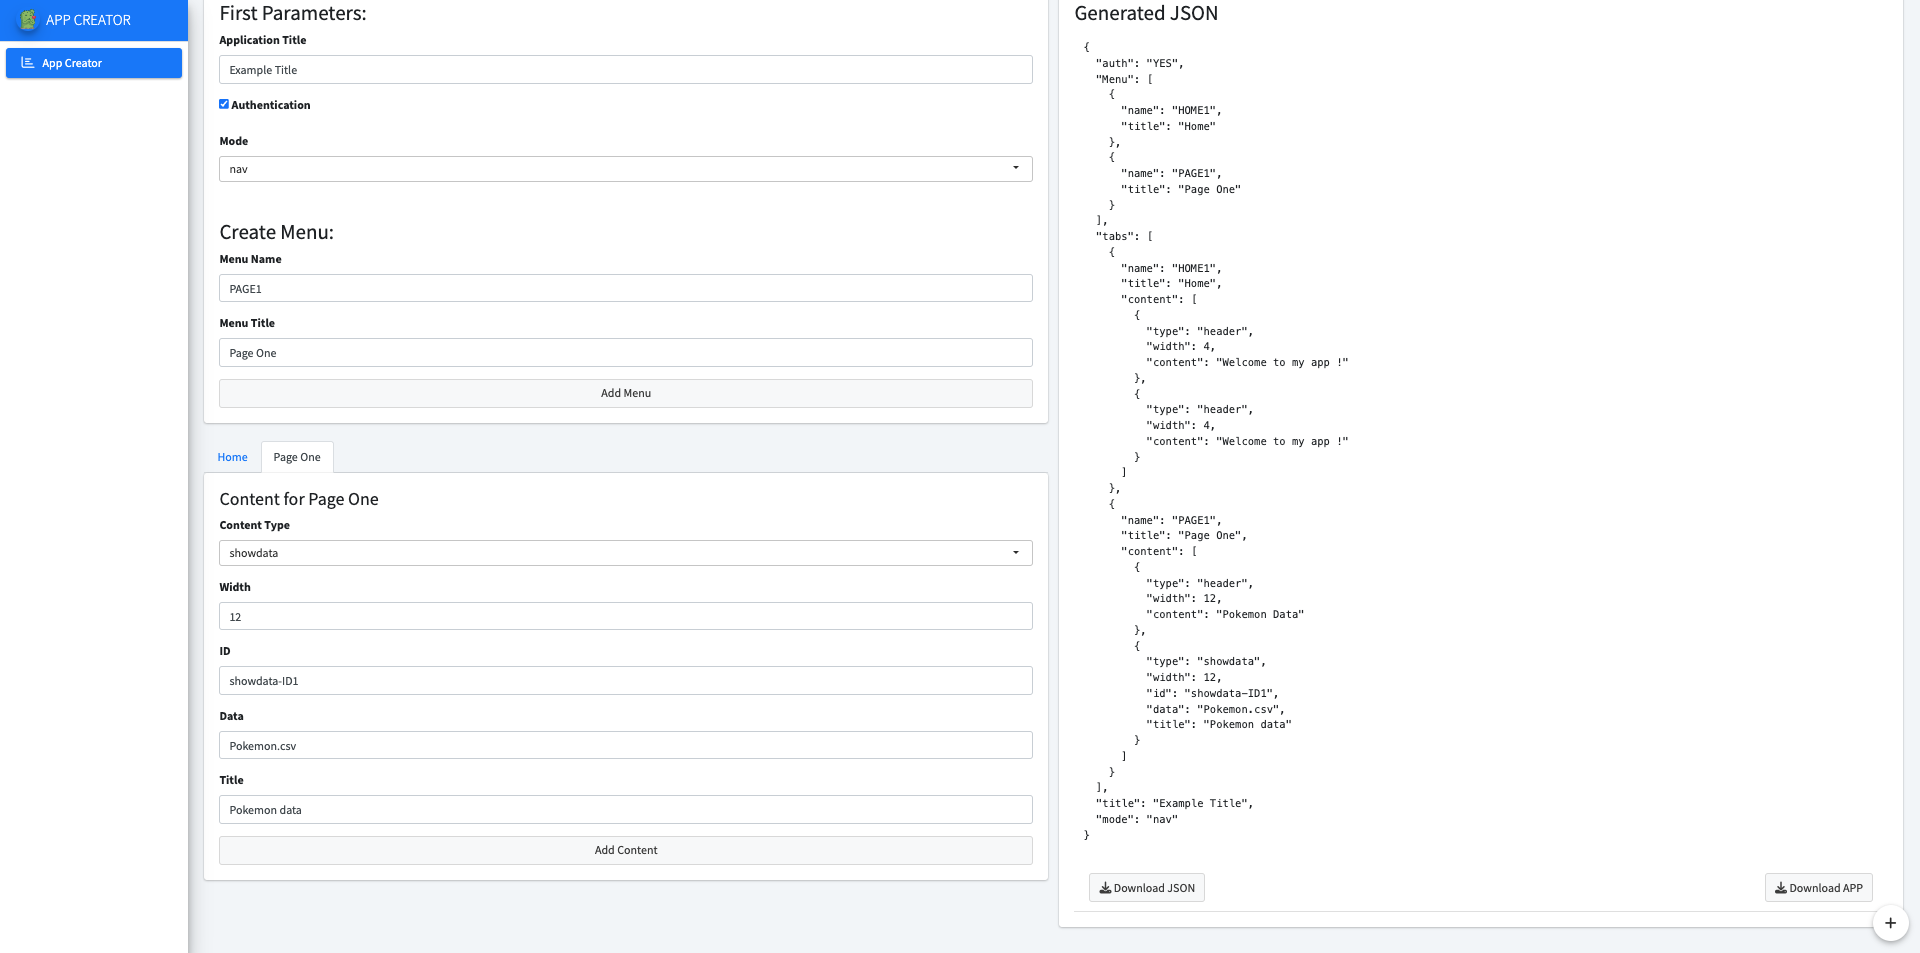 APP CREATOR
App Creator
First Parameters:
Application Title
Example Title
Authentication
Mode
nav
Create Menu:
Menu Name
PAGE1
Menu Title
Page One
Add Menu
Home
Page One
Content for Page One
Content Type
showdata
Width
12
ID
showdata-ID1
Data
Pokemon.csv
Title
Pokemon data
Add Content
Generated JSON
{
"auth": "YES",
"Menu": [
{
"name": "HOME1",
"title": "Home"
},
{
"name": "PAGE1",
"title": "Page One"
}
],
"tabs": [
{
"name": "HOME1",
"title": "Home",
"content": [
{
"type": "header",
"width": 4,
"content": "Welcome to my app !"
},
{
"type": "header",
"width": 4,
"content": "Welcome to my app !"
}
]
},
{
"name": "PAGE1",
"title": "Page One",
"content": [
{
"type": "header",
"width": 12,
"content": "Pokemon Data"
},
{
"type": "showdata",
"width": 12,
"id": "showdata-ID1",
"data": "Pokemon.csv",
"title": "Pokemon data"
}
]
}
],
"title": "Example Title",
"mode": "nav"
}
Download JSON
Download APP
+